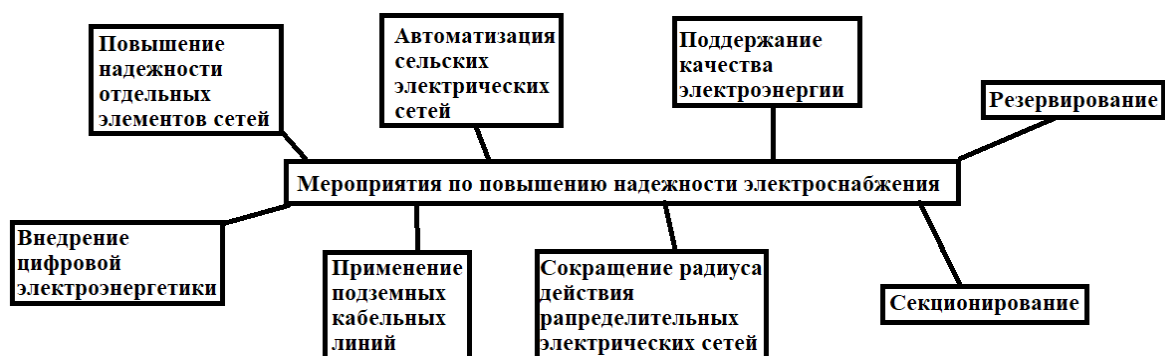 Повышение
надежности
отдельных
элементов сетей
Автоматизация
сельских
электрических
сетей
Поддержание
качества
электроэнергии
Резервирование
Мероприятия по повышению надежности электроснабжения
Внедрение
цифровой
электроэнергетики
Применение
подземных
кабельных
линий
Сокращение радиуса
действия
рапределительных
электрических сетей
Секционирование